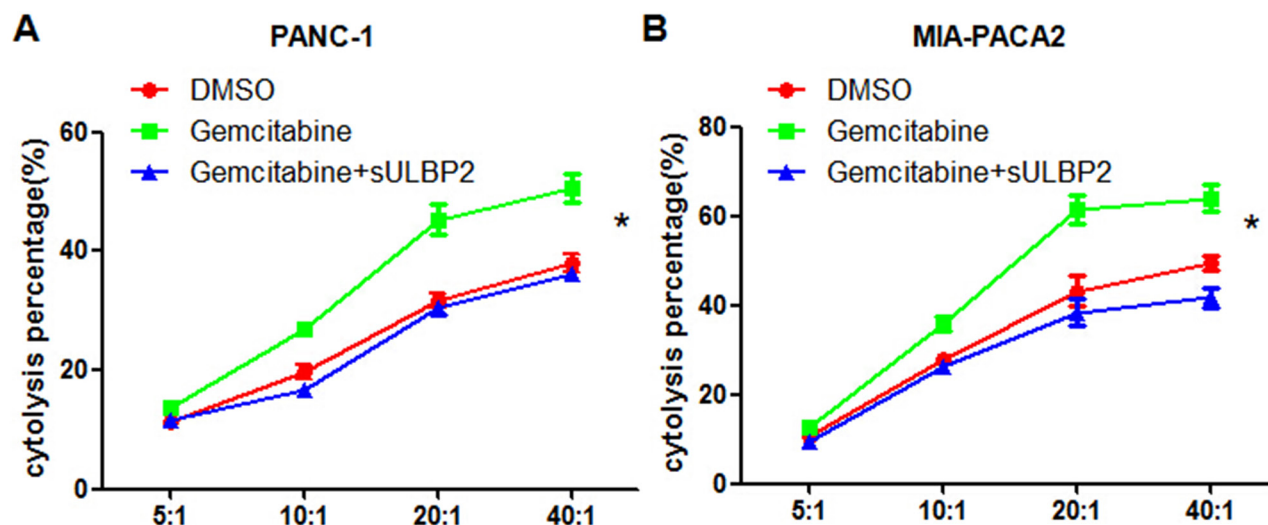 A
PANC-1
DMSO
Gemcitabine
Gemcitabine+sULBP2
cytolysis percentage(%)
60
40
20
0
5:1
10:1
20:1
40:1
*
B
MIA-PACA2
DMSO
Gemcitabine
Gemcitabine+sULBP2
cytolysis percentage(%)
80
60
40
20
0
5:1
10:1
20:1
40:1
*